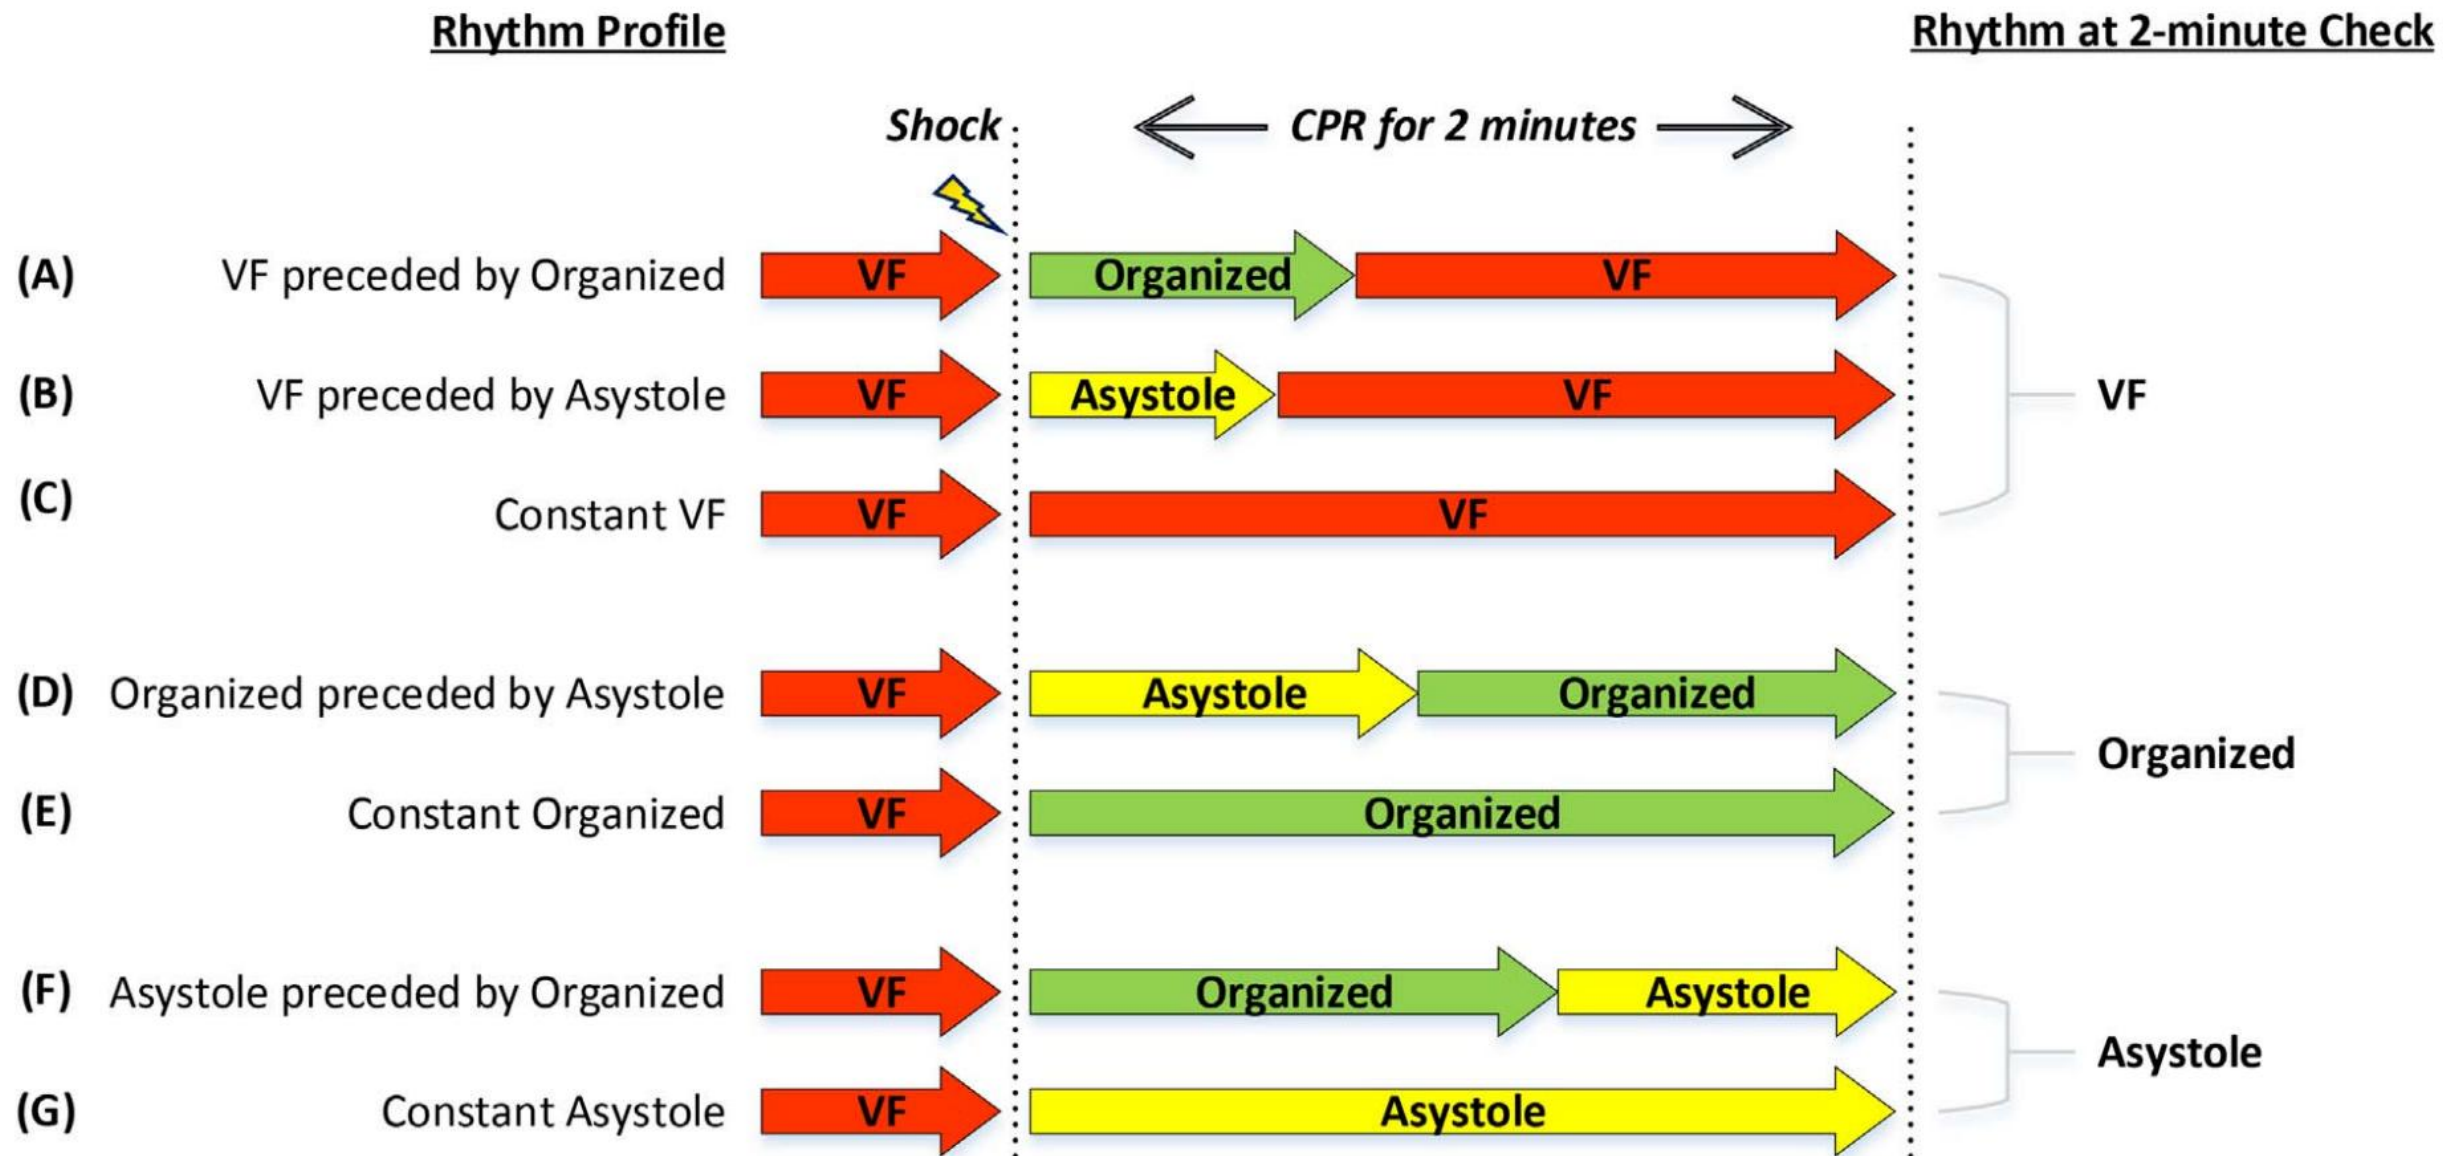 Rhythm Profile
Rhythm at 2-minute Check
Shock
CPR for 2 minutes
(A) VF preceded by Organized VF Organized VF
(B) VF preceded by Asystole VF Asystole VF
VF
(C) Constant VF VF VF
(D) Organized preceded by Asystole VF Asystole Organized
Organized
(E) Constant Organized VF Organized
(F) Asystole preceded by Organized VF Organized Asystole
Asystole
(G) Constant Asystole VF Asystole